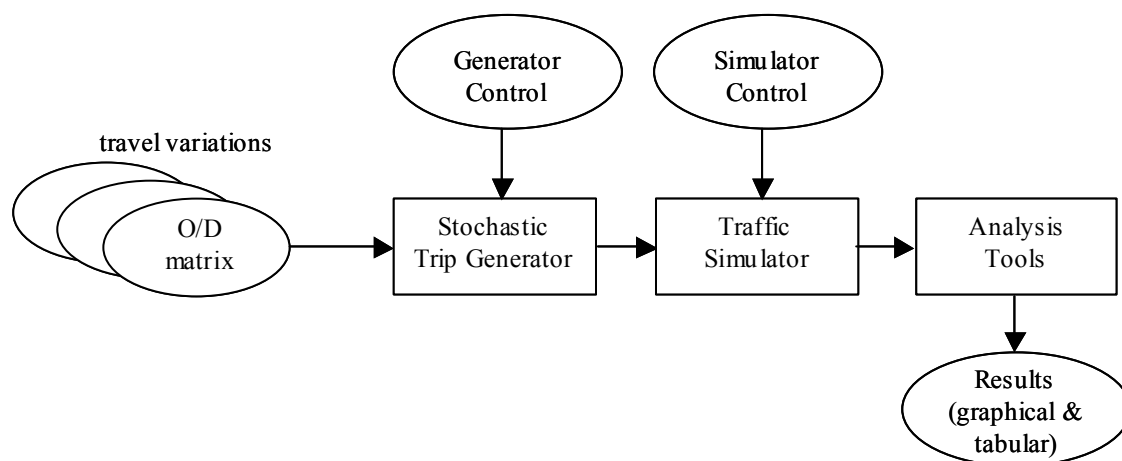 Generator
Control
Simulator
Control
travel variations
O/D
matrix
Stochastic
Trip Generator
Traffic
Simulator
Analysis
Tools
Results
(graphical &
tabular)